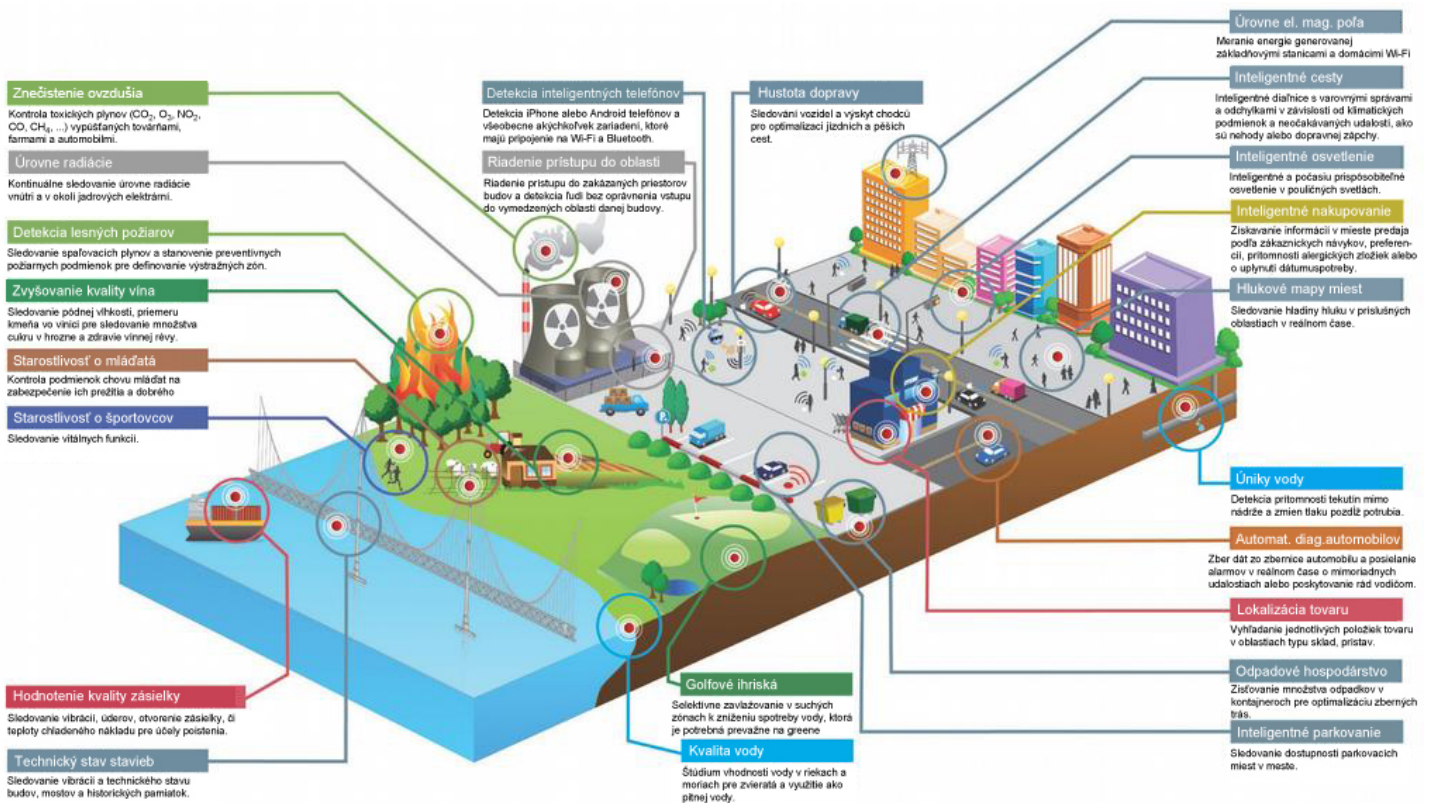 Znečistenie ovzdušia
Kontrola toxických plynov (CO₂, O₃, NO₂,
CO, CH₄, ...) vypúšťaných továrňami,
farmami a automobilmi.
Úrovne radiácie
Kontinuálne sledovanie úrovne radiácie
vnútri a v okolí jadrových elektrární.
Detekcia lesných požiarov
Sledovanie spaľovacích plynov a stanovenie preventívnych
požiarnych podmienok pre definovanie výstražných zón.
Zvyšovanie kvality vína
Sledovanie pôdnej vlhkosti, priemeru
kmeňa vo vinici pre sledovanie množstva
cukru v hrozne a zdravie vinnej révy.
Starostlivosť o mláďatá
Kontrola podmienok chovu mláďat na
zabezpečenie ich prežitia a dobrého
Starostlivosť o športovcov
Sledovanie vitálnych funkcií.
Hodnotenie kvality zásielky
Sledovanie vibrácií, úderov, otvorenie zásielky, či
teploty chladeného nákladu pre účely poistenia.
Technický stav stavieb
Sledovanie vibrácií a technického stavu
budov, mostov a historických pamiatok.
Detekcia inteligentných telefónov
Detekcia iPhone alebo Android telefónov a
všeobecne akýchkoľvek zariadení, ktoré
majú pripojenie na Wi-Fi a Bluetooth.
Riadenie prístupu do oblastí
Riadenie prístupu do zakázaných priestorov
budov a detekcia ľudí bez oprávnenia vstupu
do vymedzených oblastí danej budovy.
Hustota dopravy
Sledování vozidel a výskyt chodců
pro optimalizaci jízdních a pěších
cest.
Golfové ihriská
Selektívne zavlažovanie v suchých
zónach k zníženiu spotreby vody, ktorá
je potrebná prevažne na greene
Kvalita vody
Štúdium vhodnosti vody v riekach a
moriach pre zvieratá a využitie ako
pitnej vody.
Úrovne el. mag. poľa
Meranie energie generovanej
základňovými stanicami a domácimi Wi-Fi
Inteligentné cesty
Inteligentné diaľnice s varovnými správami
a odchýlkami v závislosti od klimatických
podmienok a neočakávaných udalostí, ako
sú nehody alebo dopravnej zápchy.
Inteligentné osvetlenie
Inteligentné a počasiu prispôsobiteľné
osvetlenie v pouličných svetlách.
Inteligentné nakupovanie
Získavanie informácií v mieste predaja
podľa zákazníckych návykov, preferen-
cií, prítomnosti alergických zložiek alebo
o uplynutí dátumuspotreby.
Hlukové mapy miest
Sledovanie hladiny hluku v príslušných
oblastiach v reálnom čase.
Úniky vody
Detekcia prítomnosti tekutín mimo
nádrže a zmien tlaku pozdĺž potrubia.
Automat. diag.automobilov
Zber dát zo zbernice automobilu a posielanie
alarmov v reálnom čase o mimoriadnych
udalostiach alebo poskytovanie rád vodičom.
Lokalizácia tovaru
Vyhľadanie jednotlivých položiek tovaru
v oblastiach typu sklad, prístav.
Odpadové hospodárstvo
Zisťovanie množstva odpadkov v
kontajneroch pre optimalizáciu zberných
trás.
Inteligentné parkovanie
Sledovanie dostupnosti parkovacích
miest v meste.
P